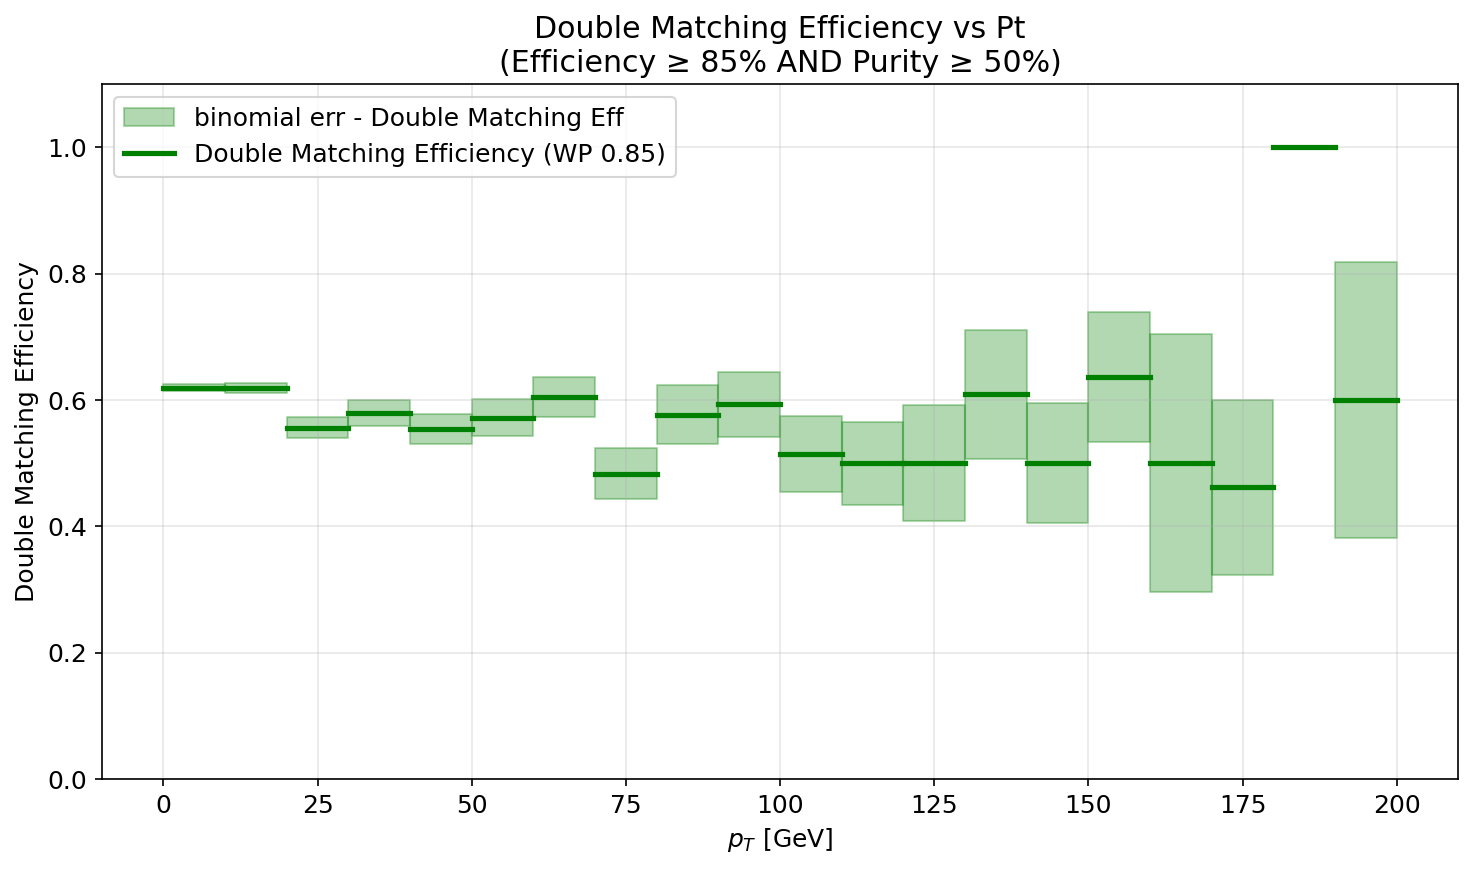 Double Matching Efficiency vs Pt
(Efficiency ≥ 85% AND Purity ≥ 50%)
binomial err - Double Matching Eff
Double Matching Efficiency (WP 0.85)
Double Matching Efficiency
1.0
0.8
0.6
0.4
0.2
0.0
0 25 50 75 100 125 150 175 200
p_T [GeV]